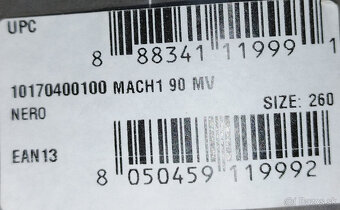 UPC
8 88341 11999 1
10170400100 MACH1 90 MV
NERO
SIZE: 260
EAN13
8 050459 119992